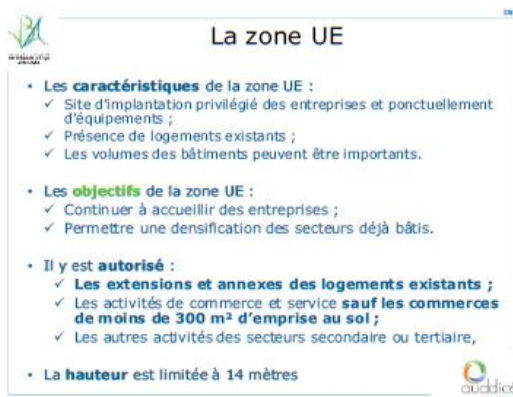 La zone UE
• Les caractéristiques de la zone UE :
✓ Site d'implantation privilégié des entreprises et ponctuellement
d'équipements ;
✓ Présence de logements existants ;
✓ Les volumes des bâtiments peuvent être importants.
• Les objectifs de la zone UE :
✓ Continuer à accueillir des entreprises ;
✓ Permettre une densification des secteurs déjà bâtis.
• Il y est autorisé :
✓ Les extensions et annexes des logements existants ;
✓ Les activités de commerce et service sauf les commerces
de moins de 300 m² d'emprise au sol ;
✓ Les autres activités des secteurs secondaire ou tertiaire,
• La hauteur est limitée à 14 mètres
auddicé